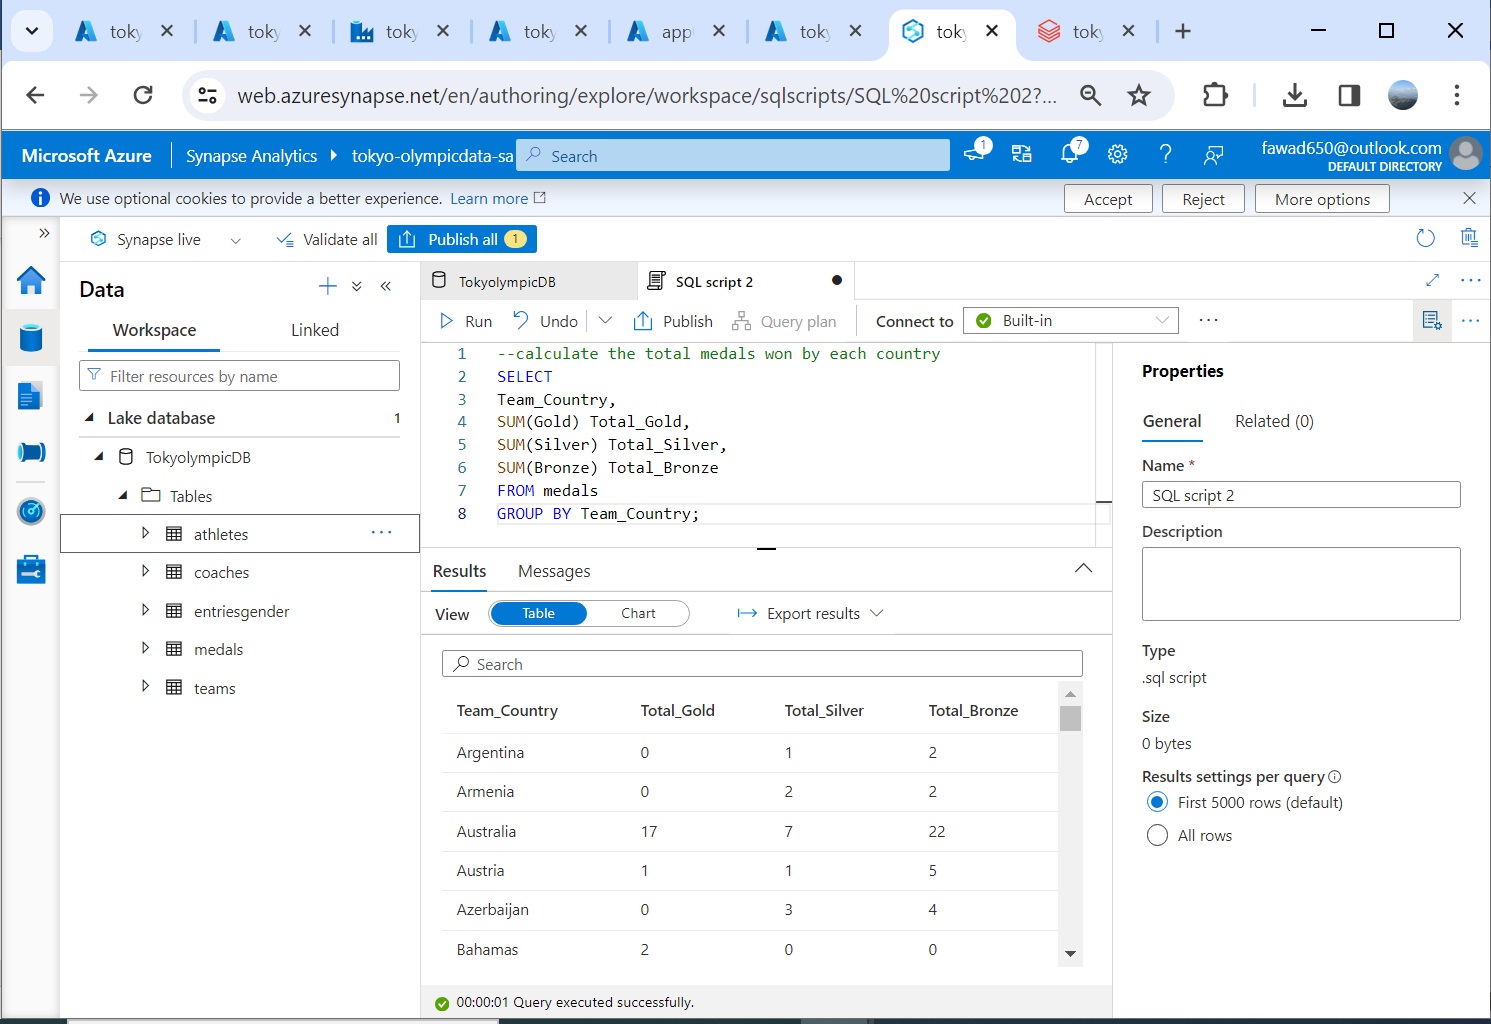 toky
toky
toky
toky
app
toky
toky
toky
web.azuresynapse.net/en/authoring/explore/workspace/sqlscripts/SQL%20script%202?...
Microsoft Azure
Synapse Analytics
tokyo-olympicdata-sa
Search
1
7
?
fawad650@outlook.com
DEFAULT DIRECTORY
We use optional cookies to provide a better experience. Learn more
Accept
Reject
More options
Synapse live
Validate all
Publish all 1
Data
Workspace
Linked
Filter resources by name
Lake database 1
TokyolympicDB
Tables
athletes
coaches
entriesgender
medals
teams
TokyolympicDB
SQL script 2
Run
Undo
Publish
Query plan
Connect to
Built-in
1 --calculate the total medals won by each country
2 SELECT
3 Team_Country,
4 SUM(Gold) Total_Gold,
5 SUM(Silver) Total_Silver,
6 SUM(Bronze) Total_Bronze
7 FROM medals
8 GROUP BY Team_Country;
Results
Messages
View
Table
Chart
Export results
Search
Team_Country Total_Gold Total_Silver Total_Bronze
Argentina 0 1 2
Armenia 0 2 2
Australia 17 7 22
Austria 1 1 5
Azerbaijan 0 3 4
Bahamas 2 0 0
00:00:01 Query executed successfully.
Properties
General
Related (0)
Name *
SQL script 2
Description
Type
.sql script
Size
0 bytes
Results settings per query
First 5000 rows (default)
All rows